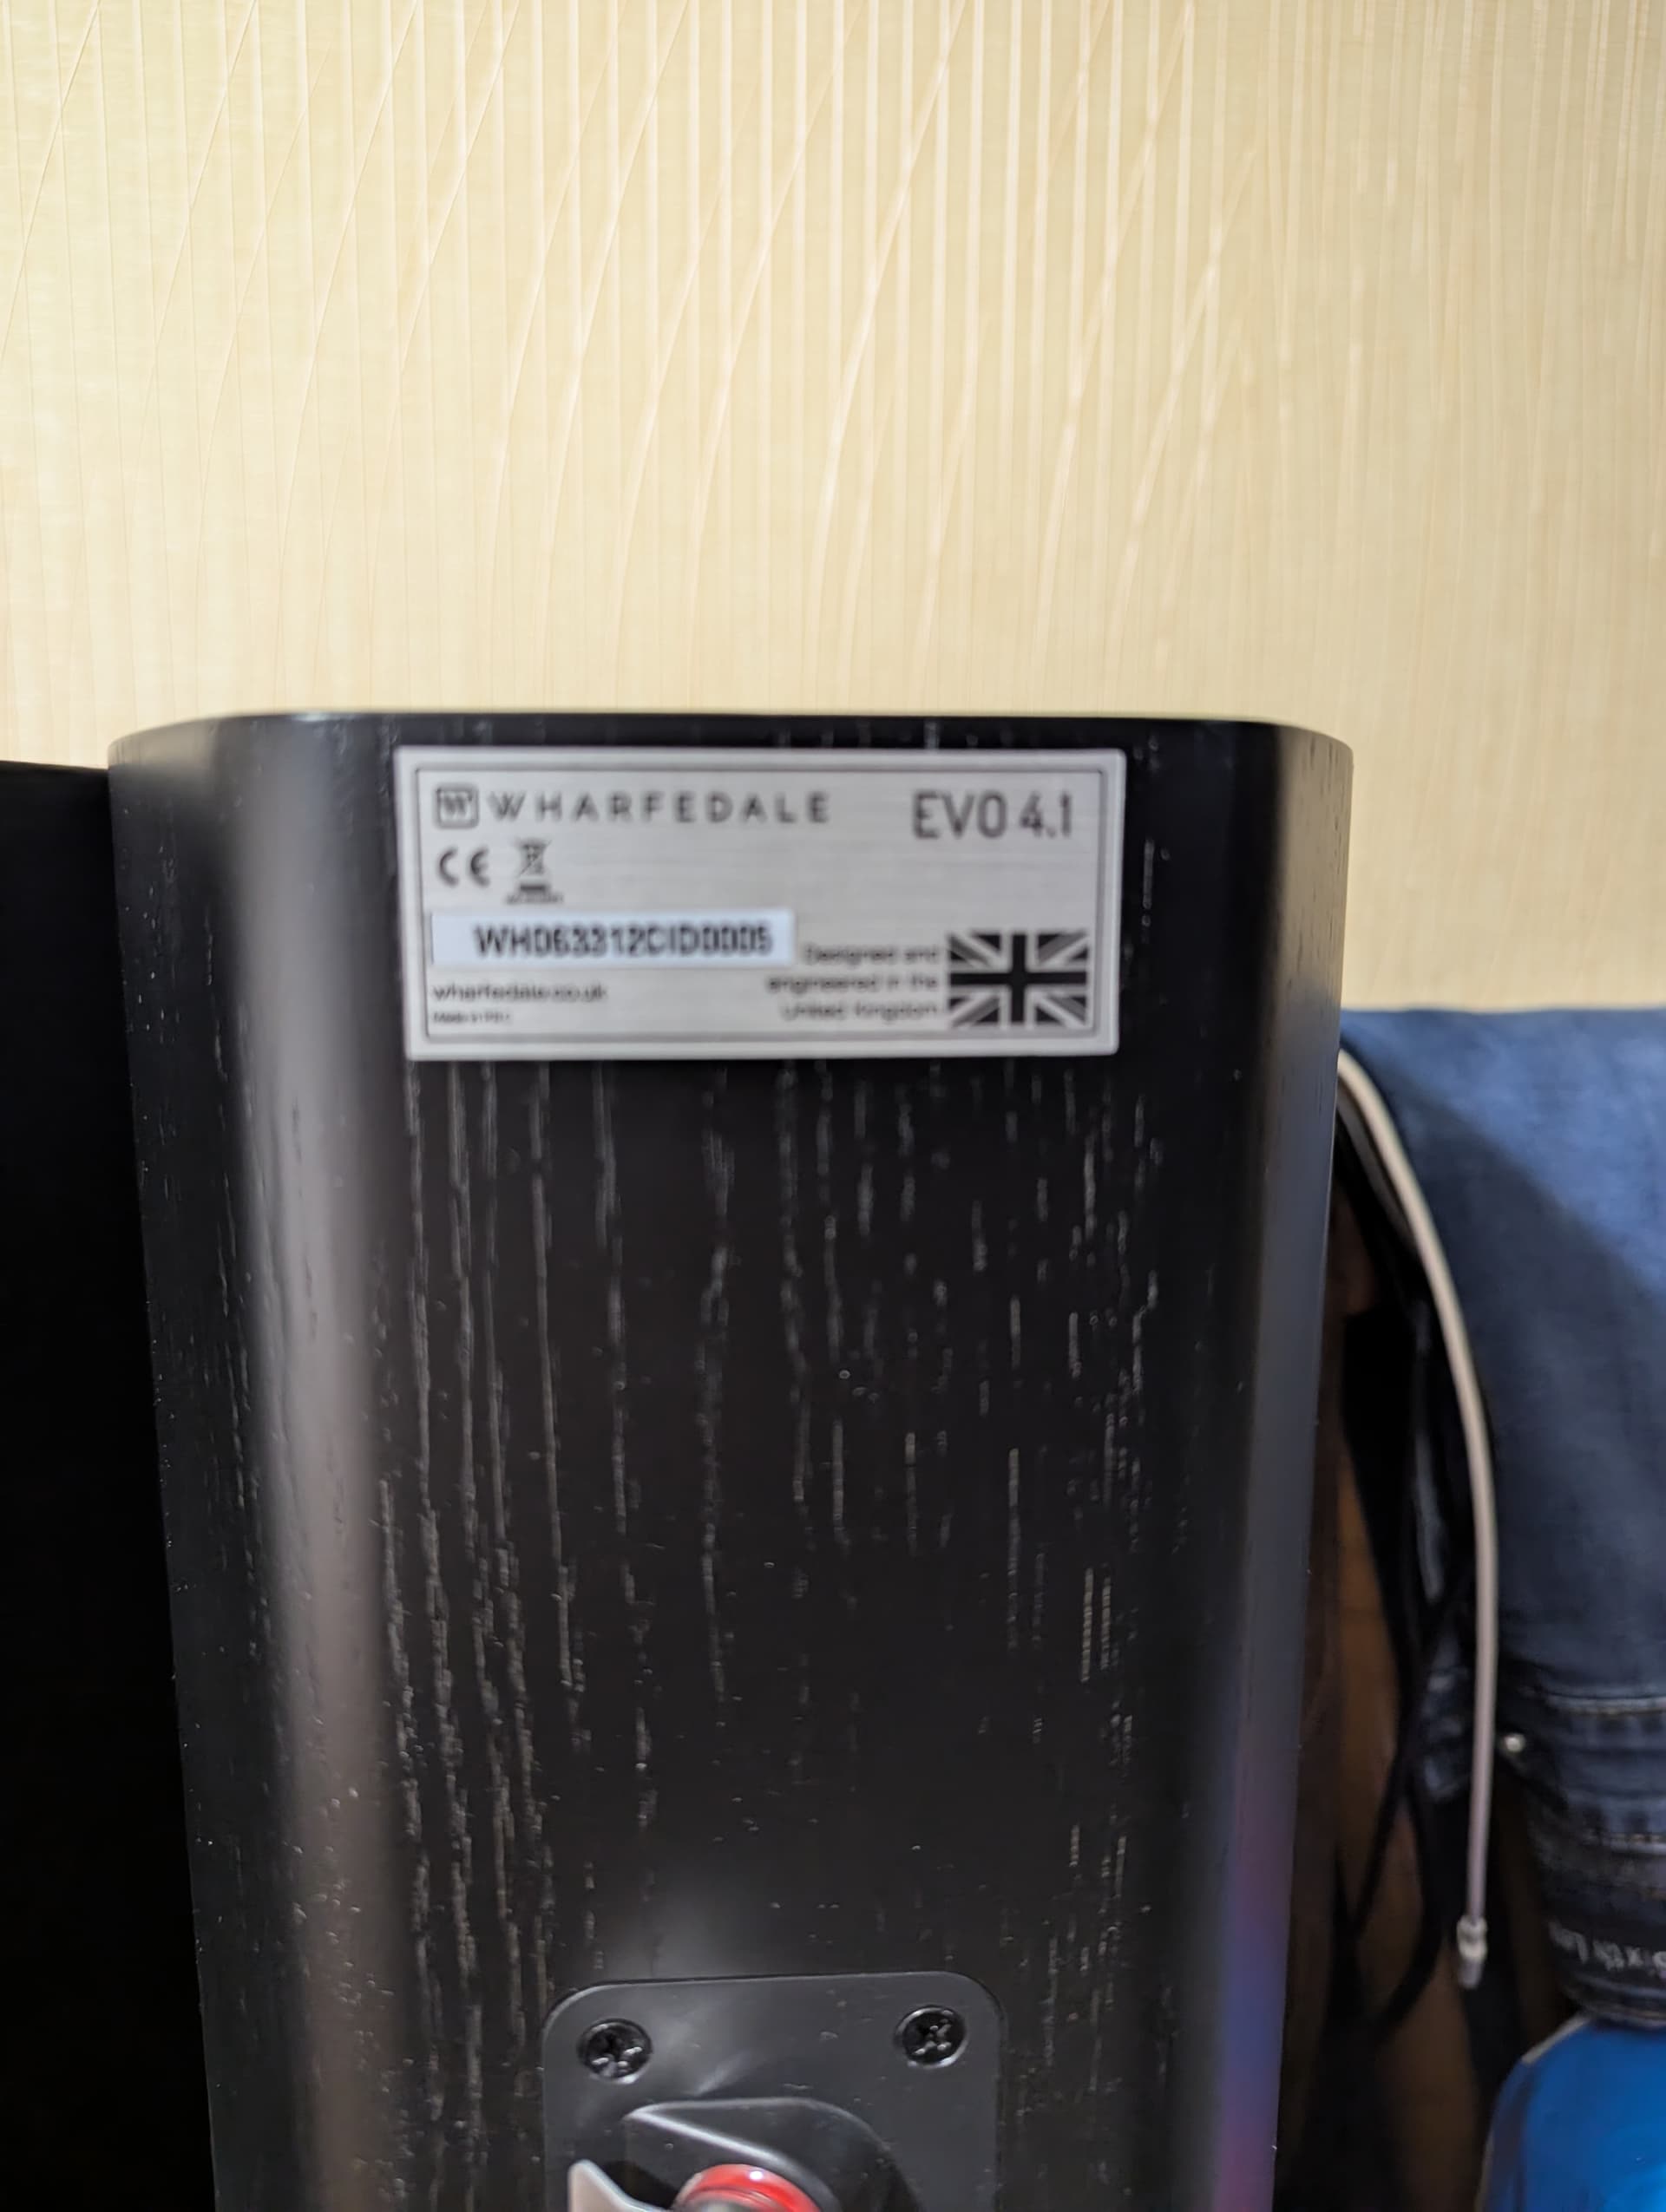 WHARFEDALE EVO 4.1
CE
WH063312CID0005
Designed and
engineered in the
United Kingdom
wharfedale.co.uk